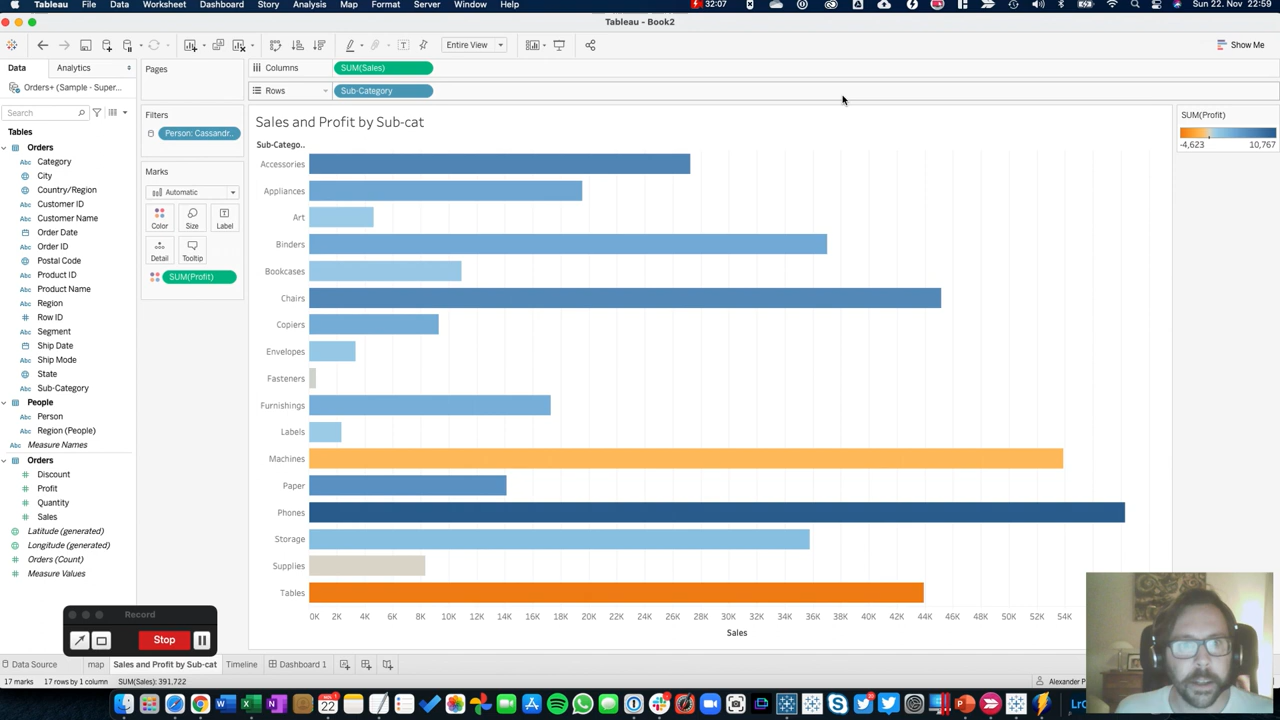 Tableau File Data Worksheet Dashboard Story Analysis Map Format Server Window Help 32:07 Sun 22. Nov 22:59
Tableau - Book2
Entire View Show Me
Data Analytics
Orders+ (Sample - Super...
Search
Tables
Orders
Category
City
Country/Region
Customer ID
Customer Name
Order Date
Order ID
Postal Code
Product ID
Product Name
Region
Row ID
Segment
Ship Date
Ship Mode
State
Sub-Category
People
Person
Region (People)
Measure Names
Orders
Discount
Profit
Quantity
Sales
Latitude (generated)
Longitude (generated)
Orders (Count)
Measure Values
Pages
Filters
Person: Cassandr..
Marks
Automatic
Color Size Label
Detail Tooltip
SUM(Profit)
Columns SUM(Sales)
Rows Sub-Category
Sales and Profit by Sub-cat
Sub-Catego..
Accessories
Appliances
Art
Binders
Bookcases
Chairs
Copiers
Envelopes
Fasteners
Furnishings
Labels
Machines
Paper
Phones
Storage
Supplies
Tables
0K 2K 4K 6K 8K 10K 12K 14K 16K 18K 20K 22K 24K 26K 28K 30K 32K 34K 36K 38K 40K 42K 44K 46K 48K 50K 52K 54K
Sales
SUM(Profit)
-4,623 10,767
Record
Stop
Data Source map Sales and Profit by Sub-cat Timeline Dashboard 1
17 marks 17 rows by 1 column SUM(Sales): 391,722 Alexander P